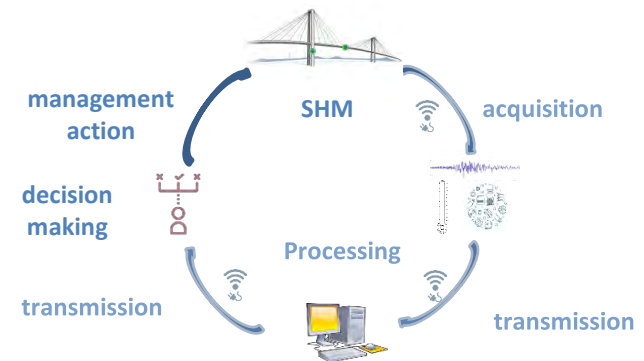 management
action
SHM
acquisition
decision
making
Processing
transmission
transmission